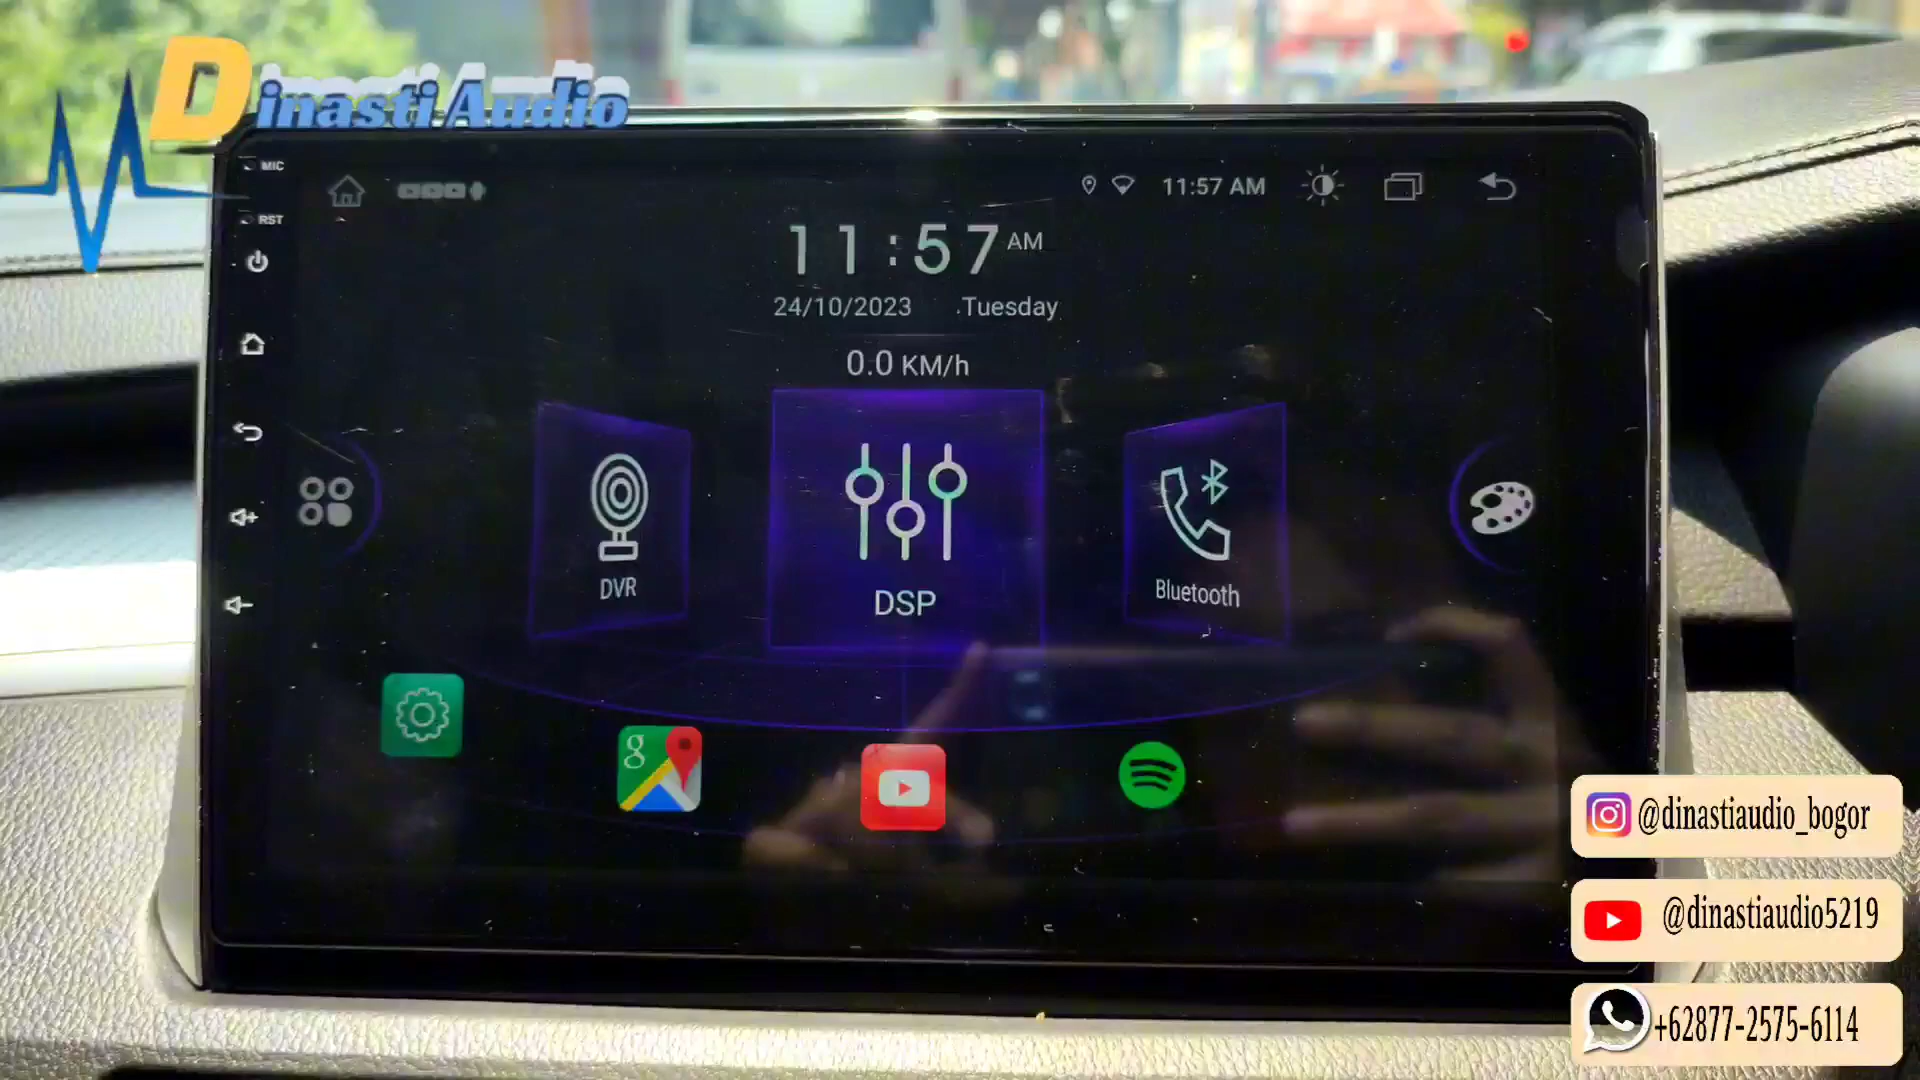 Dinasti Audio
MIC
RST
11:57 AM
11:57 AM
24/10/2023 Tuesday
0.0 KM/h
DVR
DSP
Bluetooth
g
@dinastiaudio_bogor
@dinastiaudio5219
+62877-2575-6114